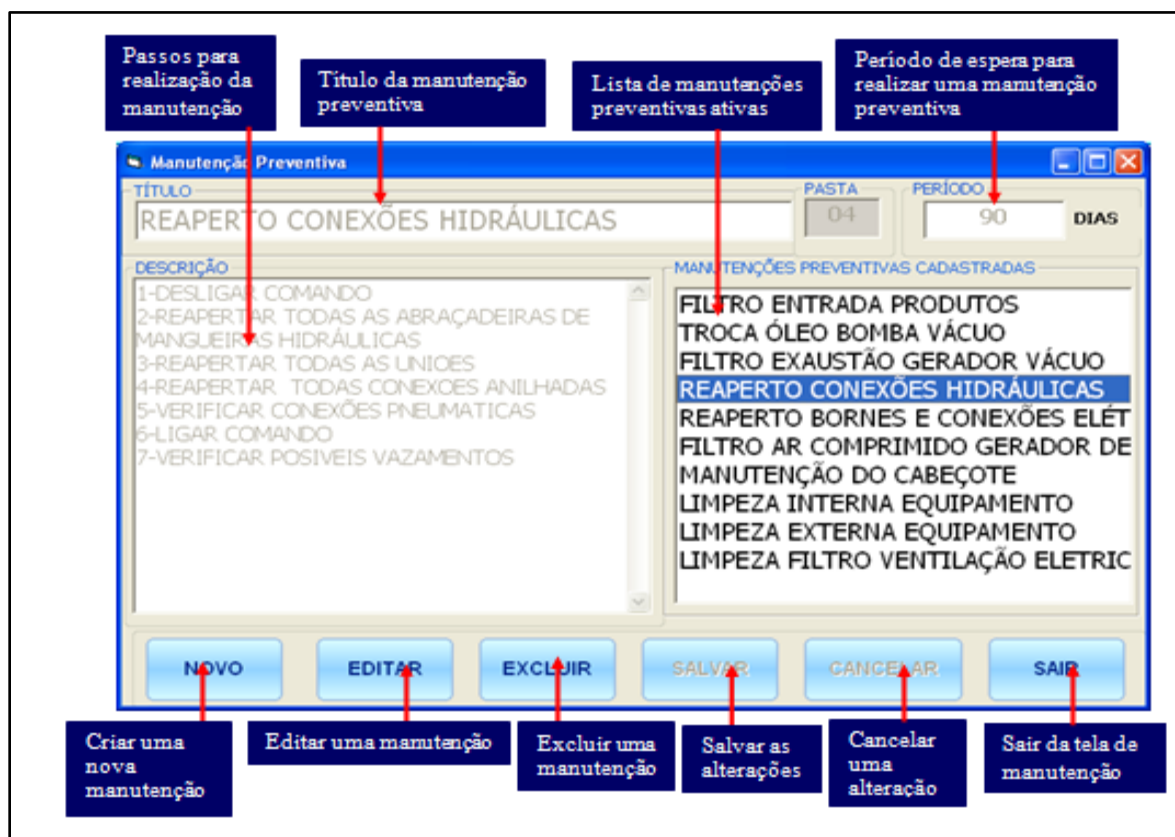 Passos para
realização da
manutenção
Título da manutenção
preventiva
Lista de manutenções
preventivas ativas
Período de espera para
realizar uma manutenção
preventiva
Manutenção Preventiva
TÍTULO
PASTA
PERÍODO
REAPERTO CONEXÕES HIDRÁULICAS
04
90
DIAS
DESCRIÇÃO
1-DESLIGAR COMANDO
2-REAPERTAR TODAS AS ABRAÇADEIRAS DE
MANGUEIRAS HIDRÁULICAS
3-REAPERTAR TODAS AS UNIOES
4-REAPERTAR TODAS CONEXOES ANILHADAS
5-VERIFICAR CONEXÕES PNEUMATICAS
6-LIGAR COMANDO
7-VERIFICAR POSIVEIS VAZAMENTOS
MANUTENÇÕES PREVENTIVAS CADASTRADAS
FILTRO ENTRADA PRODUTOS
TROCA ÓLEO BOMBA VÁCUO
FILTRO EXAUSTÃO GERADOR VÁCUO
REAPERTO CONEXÕES HIDRÁULICAS
REAPERTO BORNES E CONEXÕES ELÉT
FILTRO AR COMPRIMIDO GERADOR DE
MANUTENÇÃO DO CABEÇOTE
LIMPEZA INTERNA EQUIPAMENTO
LIMPEZA EXTERNA EQUIPAMENTO
LIMPEZA FILTRO VENTILAÇÃO ELETRIC
NOVO
EDITAR
EXCLUIR
SALVAR
CANCELAR
SAIR
Criar uma
nova
manutenção
Editar uma manutenção
Excluir uma
manutenção
Salvar as
alterações
Cancelar
uma
alteração
Sair da tela de
manutenção